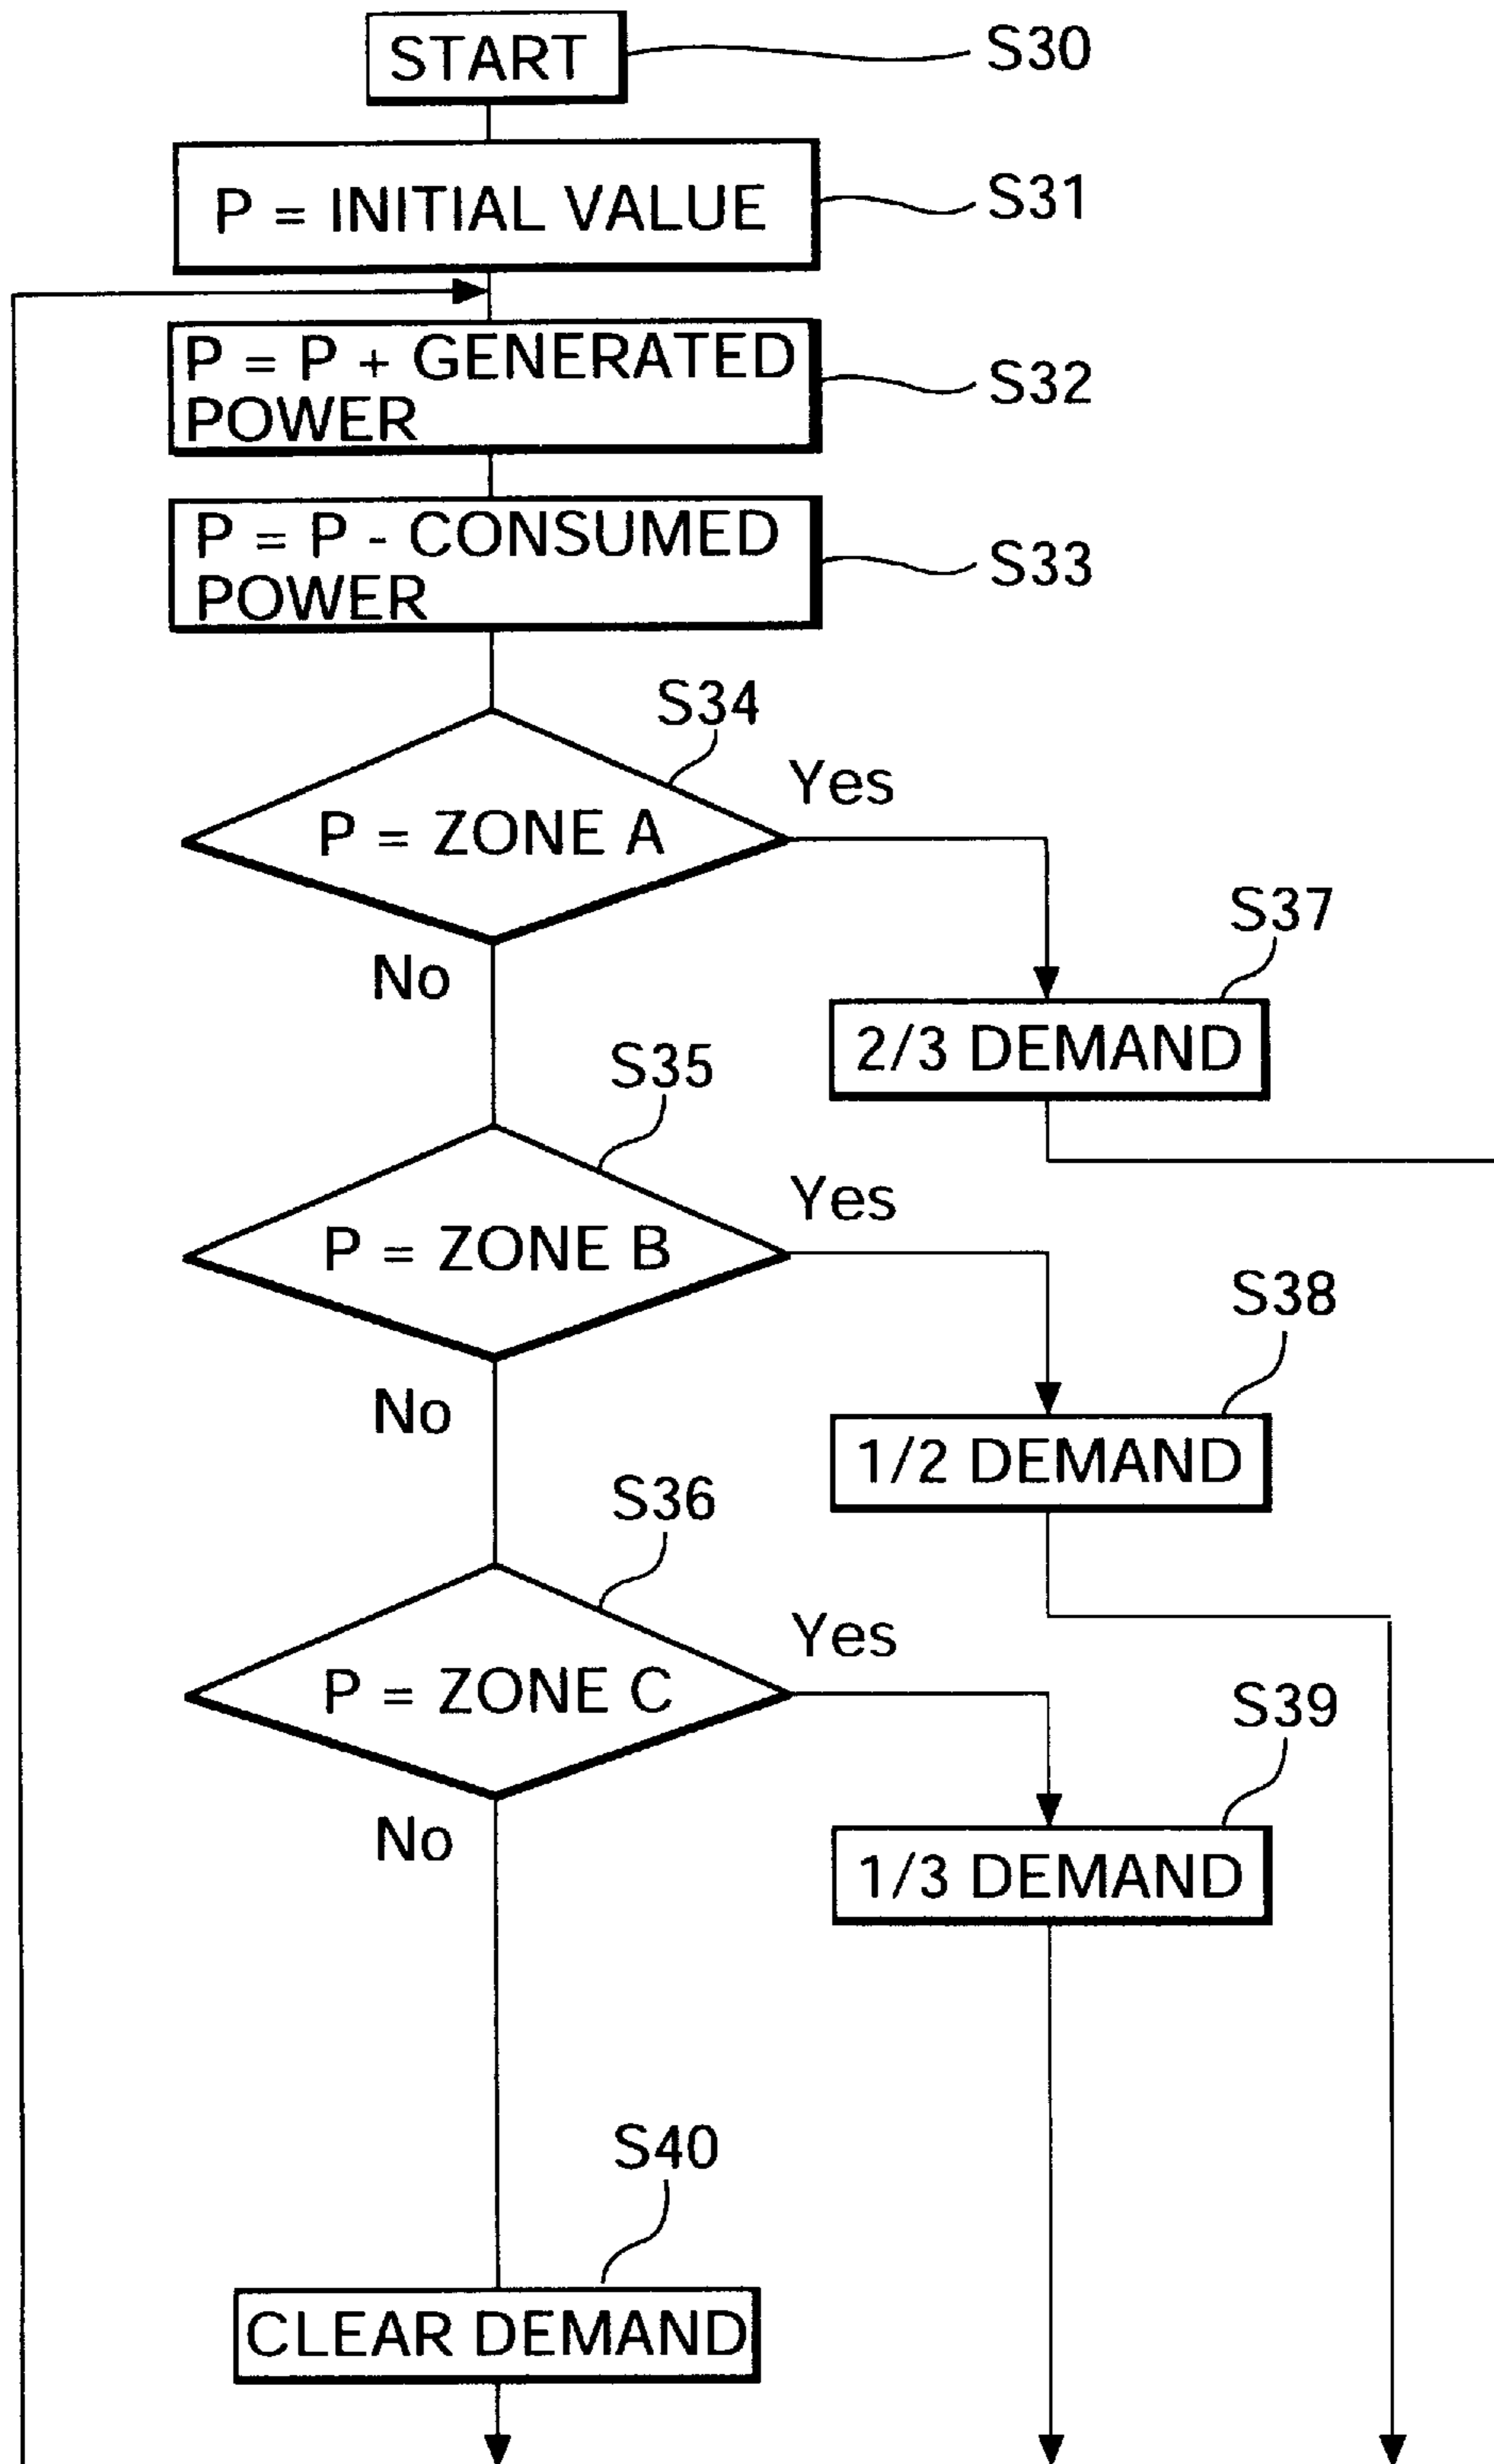 START
S30
P = INITIAL VALUE
S31
P = P + GENERATED
POWER
S32
P = P - CONSUMED
POWER
S33
S34
P = ZONE A
Yes
No
S37
2/3 DEMAND
S35
P = ZONE B
Yes
No
S38
1/2 DEMAND
S36
P = ZONE C
Yes
No
S39
1/3 DEMAND
S40
CLEAR DEMAND